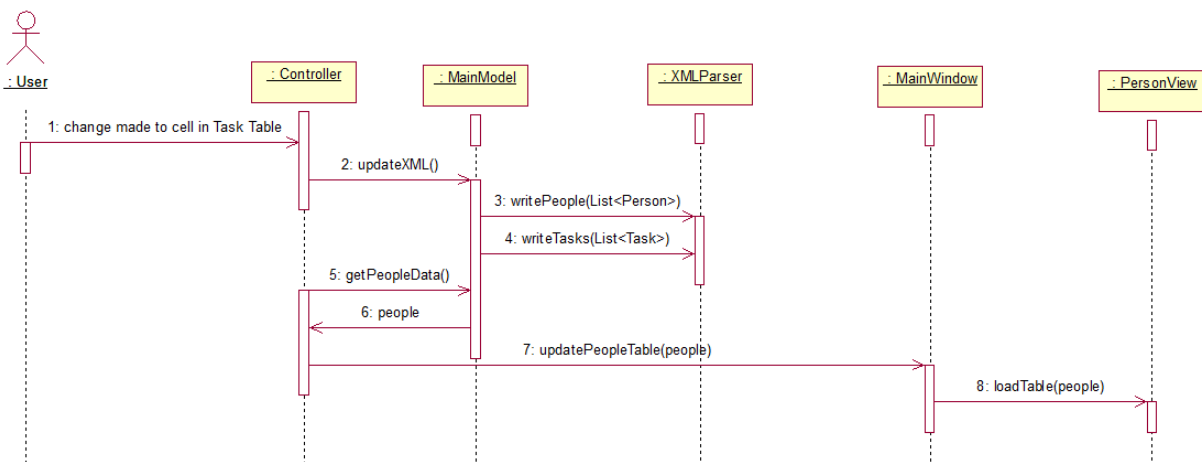 : User
: Controller
: MainModel
: XMLParser
: MainWindow
: PersonView
1: change made to cell in Task Table
2: updateXML()
3: writePeople(List<Person>)
4: writeTasks(List<Task>)
5: getPeopleData()
6: people
7: updatePeopleTable(people)
8: loadTable(people)